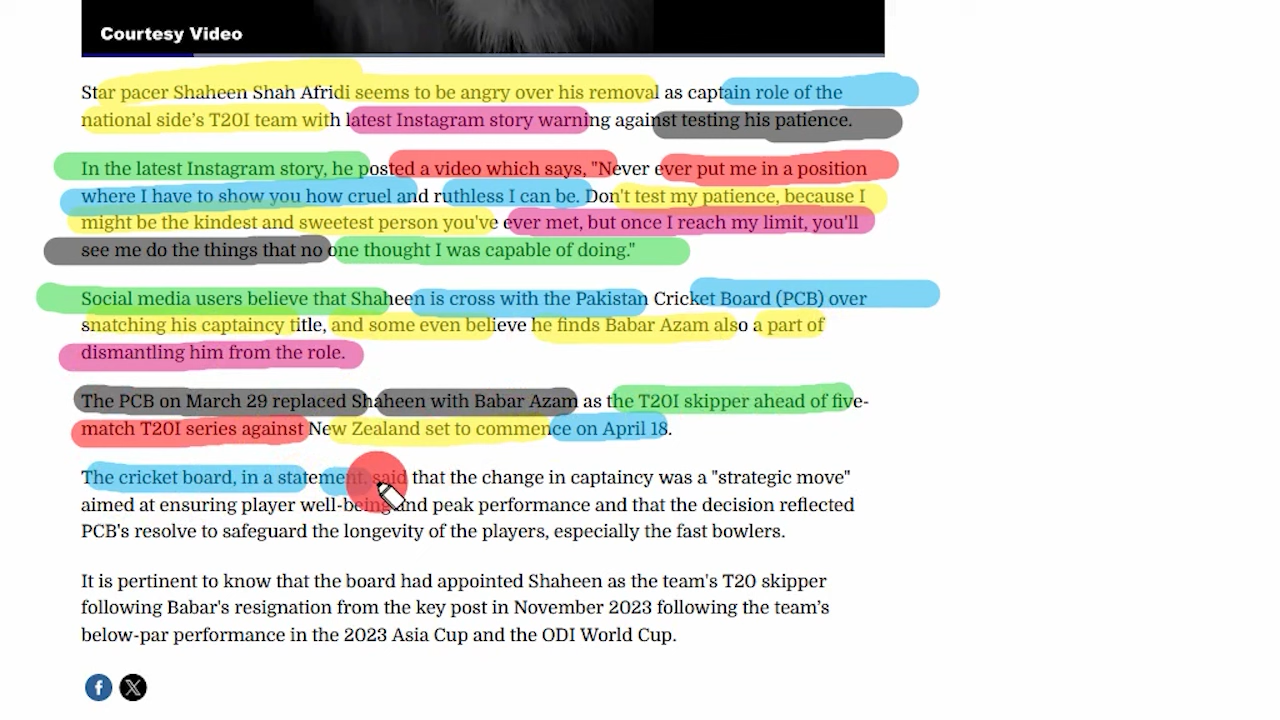 Courtesy Video
Star pacer Shaheen Shah Afridi seems to be angry over his removal as captain role of the
national side’s T20I team with latest Instagram story warning against testing his patience.
In the latest Instagram story, he posted a video which says, "Never ever put me in a position
where I have to show you how cruel and ruthless I can be. Don't test my patience, because I
might be the kindest and sweetest person you've ever met, but once I reach my limit, you'll
see me do the things that no one thought I was capable of doing."
Social media users believe that Shaheen is cross with the Pakistan Cricket Board (PCB) over
snatching his captaincy title, and some even believe he finds Babar Azam also a part of
dismantling him from the role.
The PCB on March 29 replaced Shaheen with Babar Azam as the T20I skipper ahead of five-
match T20I series against New Zealand set to commence on April 18.
The cricket board, in a statement, said that the change in captaincy was a "strategic move"
aimed at ensuring player well-being and peak performance and that the decision reflected
PCB's resolve to safeguard the longevity of the players, especially the fast bowlers.
It is pertinent to know that the board had appointed Shaheen as the team's T20 skipper
following Babar's resignation from the key post in November 2023 following the team’s
below-par performance in the 2023 Asia Cup and the ODI World Cup.